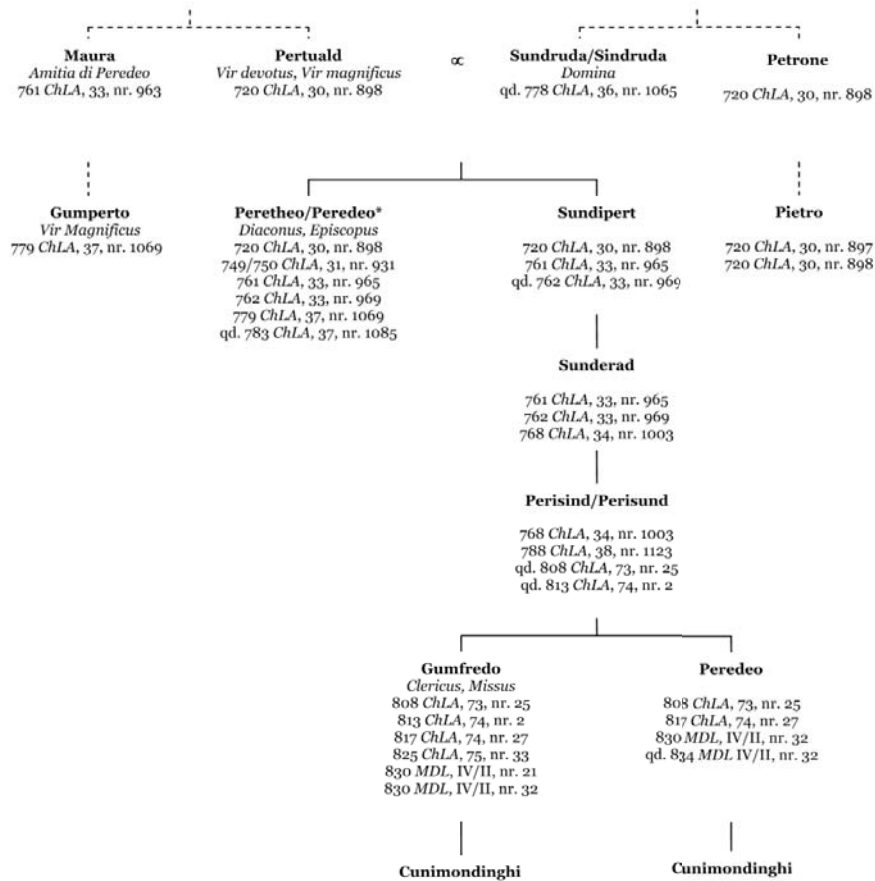 Maura
Amitia di Peredeo
761 ChLA, 33, nr. 963
Pertuald
Vir devotus, Vir magnificus
720 ChLA, 30, nr. 898
∝
Sundruda/Sindruda
Domina
qd. 778 ChLA, 36, nr. 1065
Petrone
720 ChLA, 30, nr. 898
Gumperto
Vir Magnificus
779 ChLA, 37, nr. 1069
Peretheo/Peredeo*
Diaconus, Episcopus
720 ChLA, 30, nr. 898
749/750 ChLA, 31, nr. 931
761 ChLA, 33, nr. 965
762 ChLA, 33, nr. 969
779 ChLA, 37, nr. 1069
qd. 783 ChLA, 37, nr. 1085
Sundipert
720 ChLA, 30, nr. 898
761 ChLA, 33, nr. 965
qd. 762 ChLA, 33, nr. 969
Pietro
720 ChLA, 30, nr. 897
720 ChLA, 30, nr. 898
Sunderad
761 ChLA, 33, nr. 965
762 ChLA, 33, nr. 969
768 ChLA, 34, nr. 1003
Perisind/Perisund
768 ChLA, 34, nr. 1003
788 ChLA, 38, nr. 1123
qd. 808 ChLA, 73, nr. 25
qd. 813 ChLA, 74, nr. 2
Gumfredo
Clericus, Missus
808 ChLA, 73, nr. 25
813 ChLA, 74, nr. 2
817 ChLA, 74, nr. 27
825 ChLA, 75, nr. 33
830 MDL, IV/II, nr. 21
830 MDL, IV/II, nr. 32
Peredeo
808 ChLA, 73, nr. 25
817 ChLA, 74, nr. 27
830 MDL, IV/II, nr. 32
qd. 834 MDL IV/II, nr. 32
Cunimondinghi
Cunimondinghi